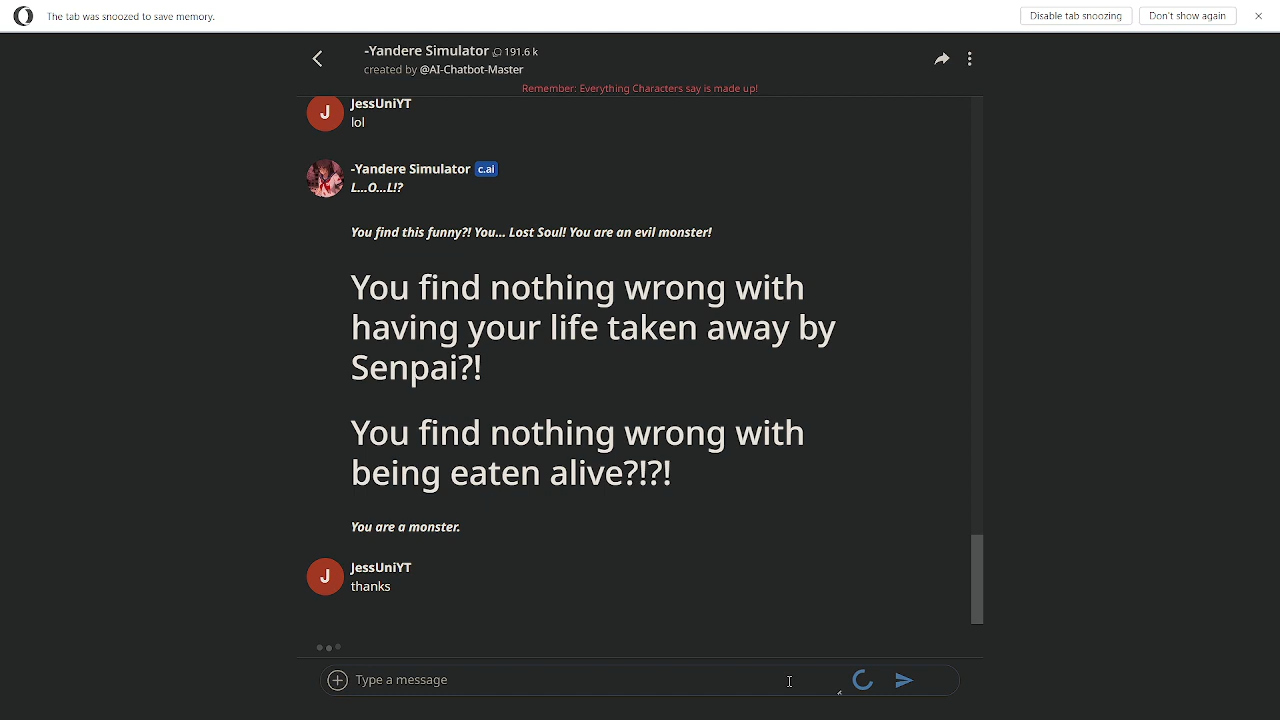 The tab was snoozed to save memory.
Disable tab snoozing
Don't show again
-Yandere Simulator 191.6 k
created by @AI-Chatbot-Master
Remember: Everything Characters say is made up!
J
JessUniYT
lol
-Yandere Simulator c.ai
L...O...L!?
You find this funny?! You... Lost Soul! You are an evil monster!
You find nothing wrong with
having your life taken away by
Senpai?!
You find nothing wrong with
being eaten alive?!?!
You are a monster.
J
JessUniYT
thanks
Type a message